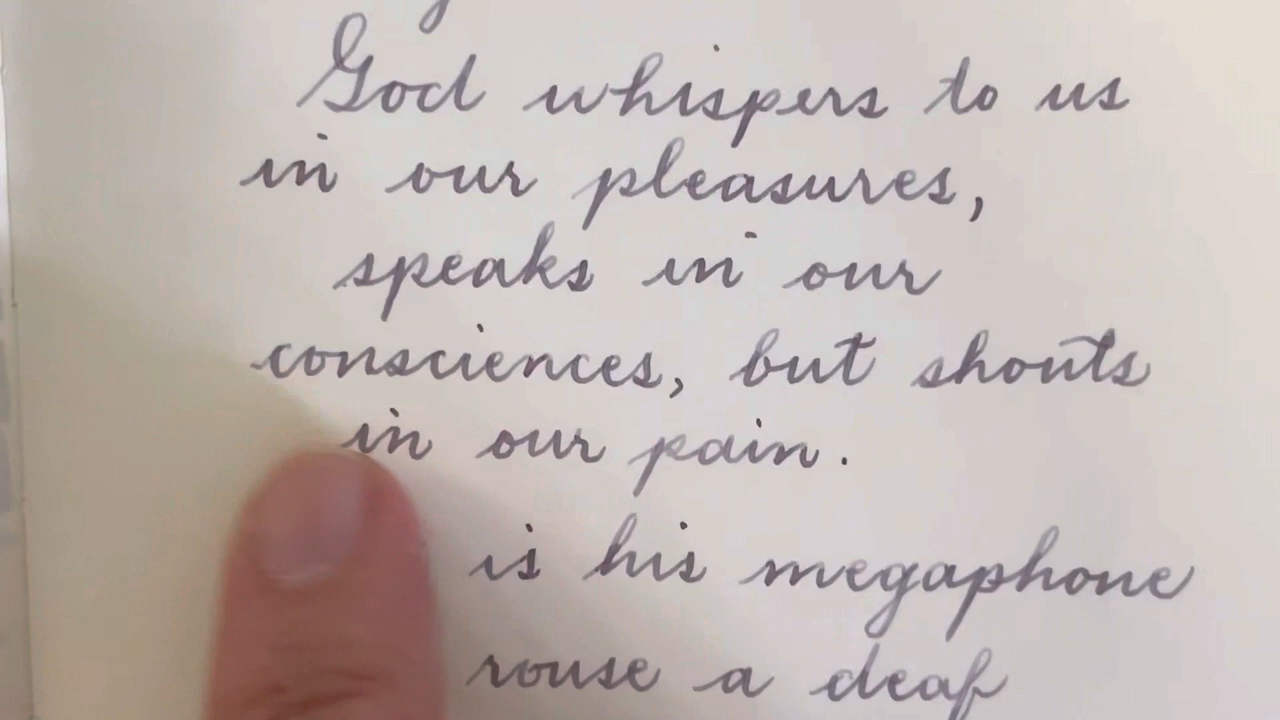 God whispers to us
in our pleasures,
speaks in our
consciences, but shouts
in our pain.
is his megaphone
rouse a deaf